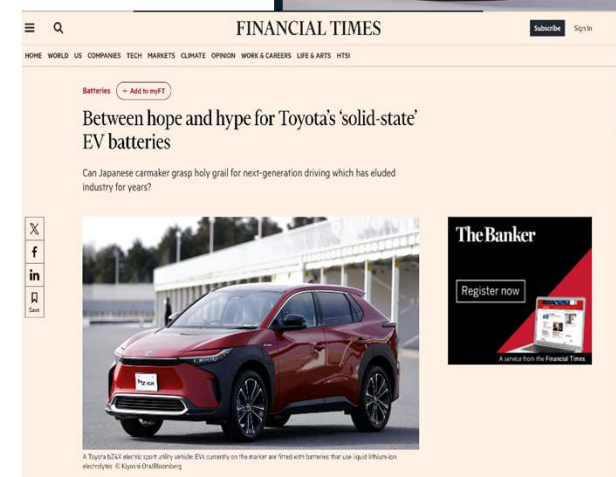 FINANCIAL TIMES
Subscribe Sign In
HOME WORLD US COMPANIES TECH MARKETS CLIMATE OPINION WORK & CAREERS LIFE & ARTS HTSI
Batteries + Add to myFT
Between hope and hype for Toyota's ‘solid-state’
EV batteries
Can Japanese carmaker grasp holy grail for next-generation driving which has eluded
industry for years?
X
f
in
Save
bZ4X
The Banker
Register now
A service from the Financial Times
A Toyota bZ4X electric sport utility vehicle: EVs currently on the market are fitted with batteries that use liquid lithium-ion
electrolytes © Kiyoshi Ota/Bloomberg